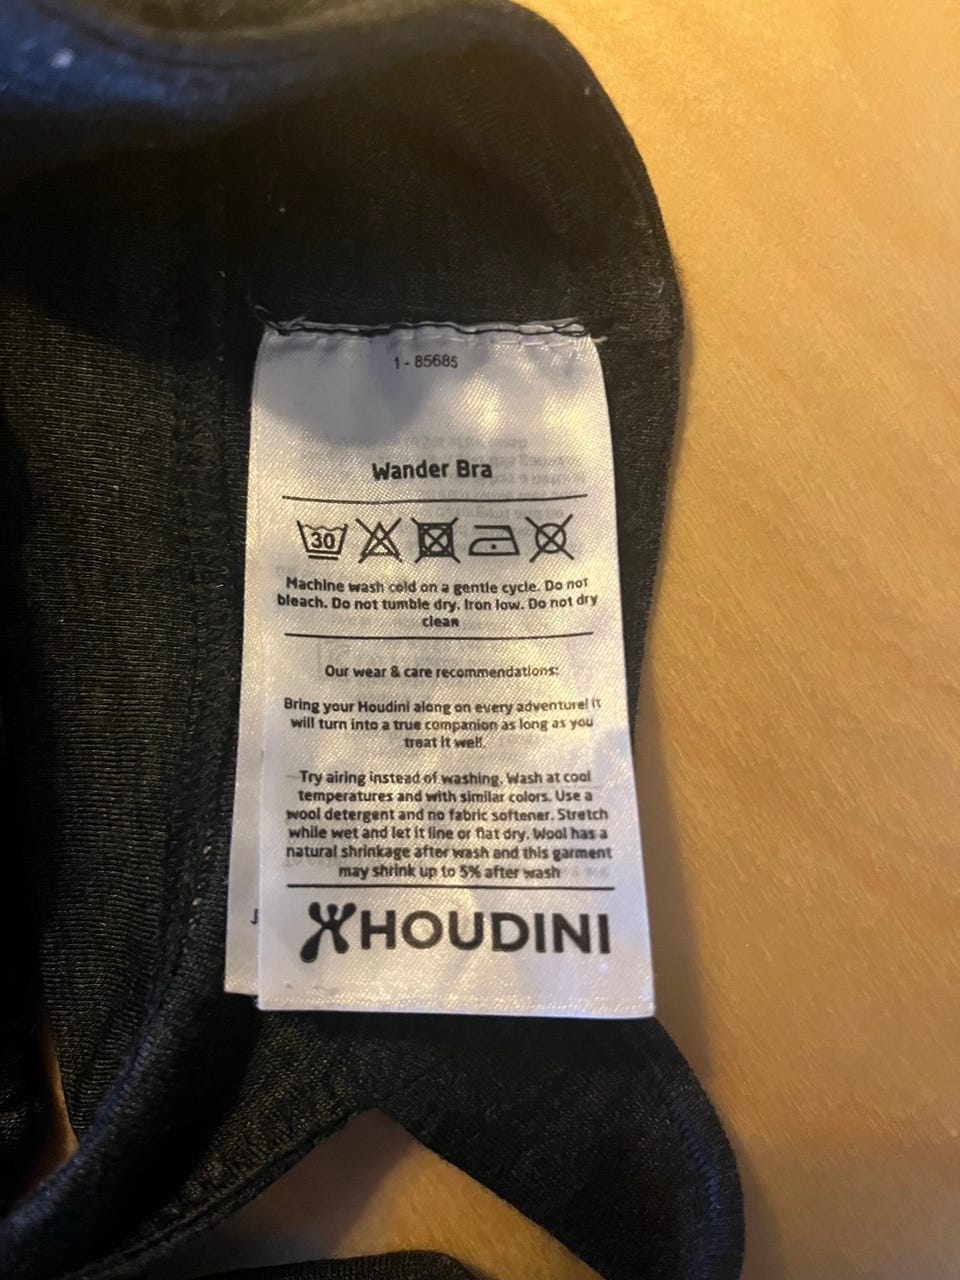 1 - 85685
Wander Bra
30
Machine wash cold on a gentle cycle. Do not
bleach. Do not tumble dry. Iron low. Do not dry
clean
Our wear & care recommendations:
Bring your Houdini along on every adventure! It
will turn into a true companion as long as you
treat it well.
Try airing instead of washing. Wash at cool
temperatures and with similar colors. Use a
wool detergent and no fabric softener. Stretch
while wet and let it line or flat dry. Wool has a
natural shrinkage after wash and this garment
may shrink up to 5% after wash
HOUDINI